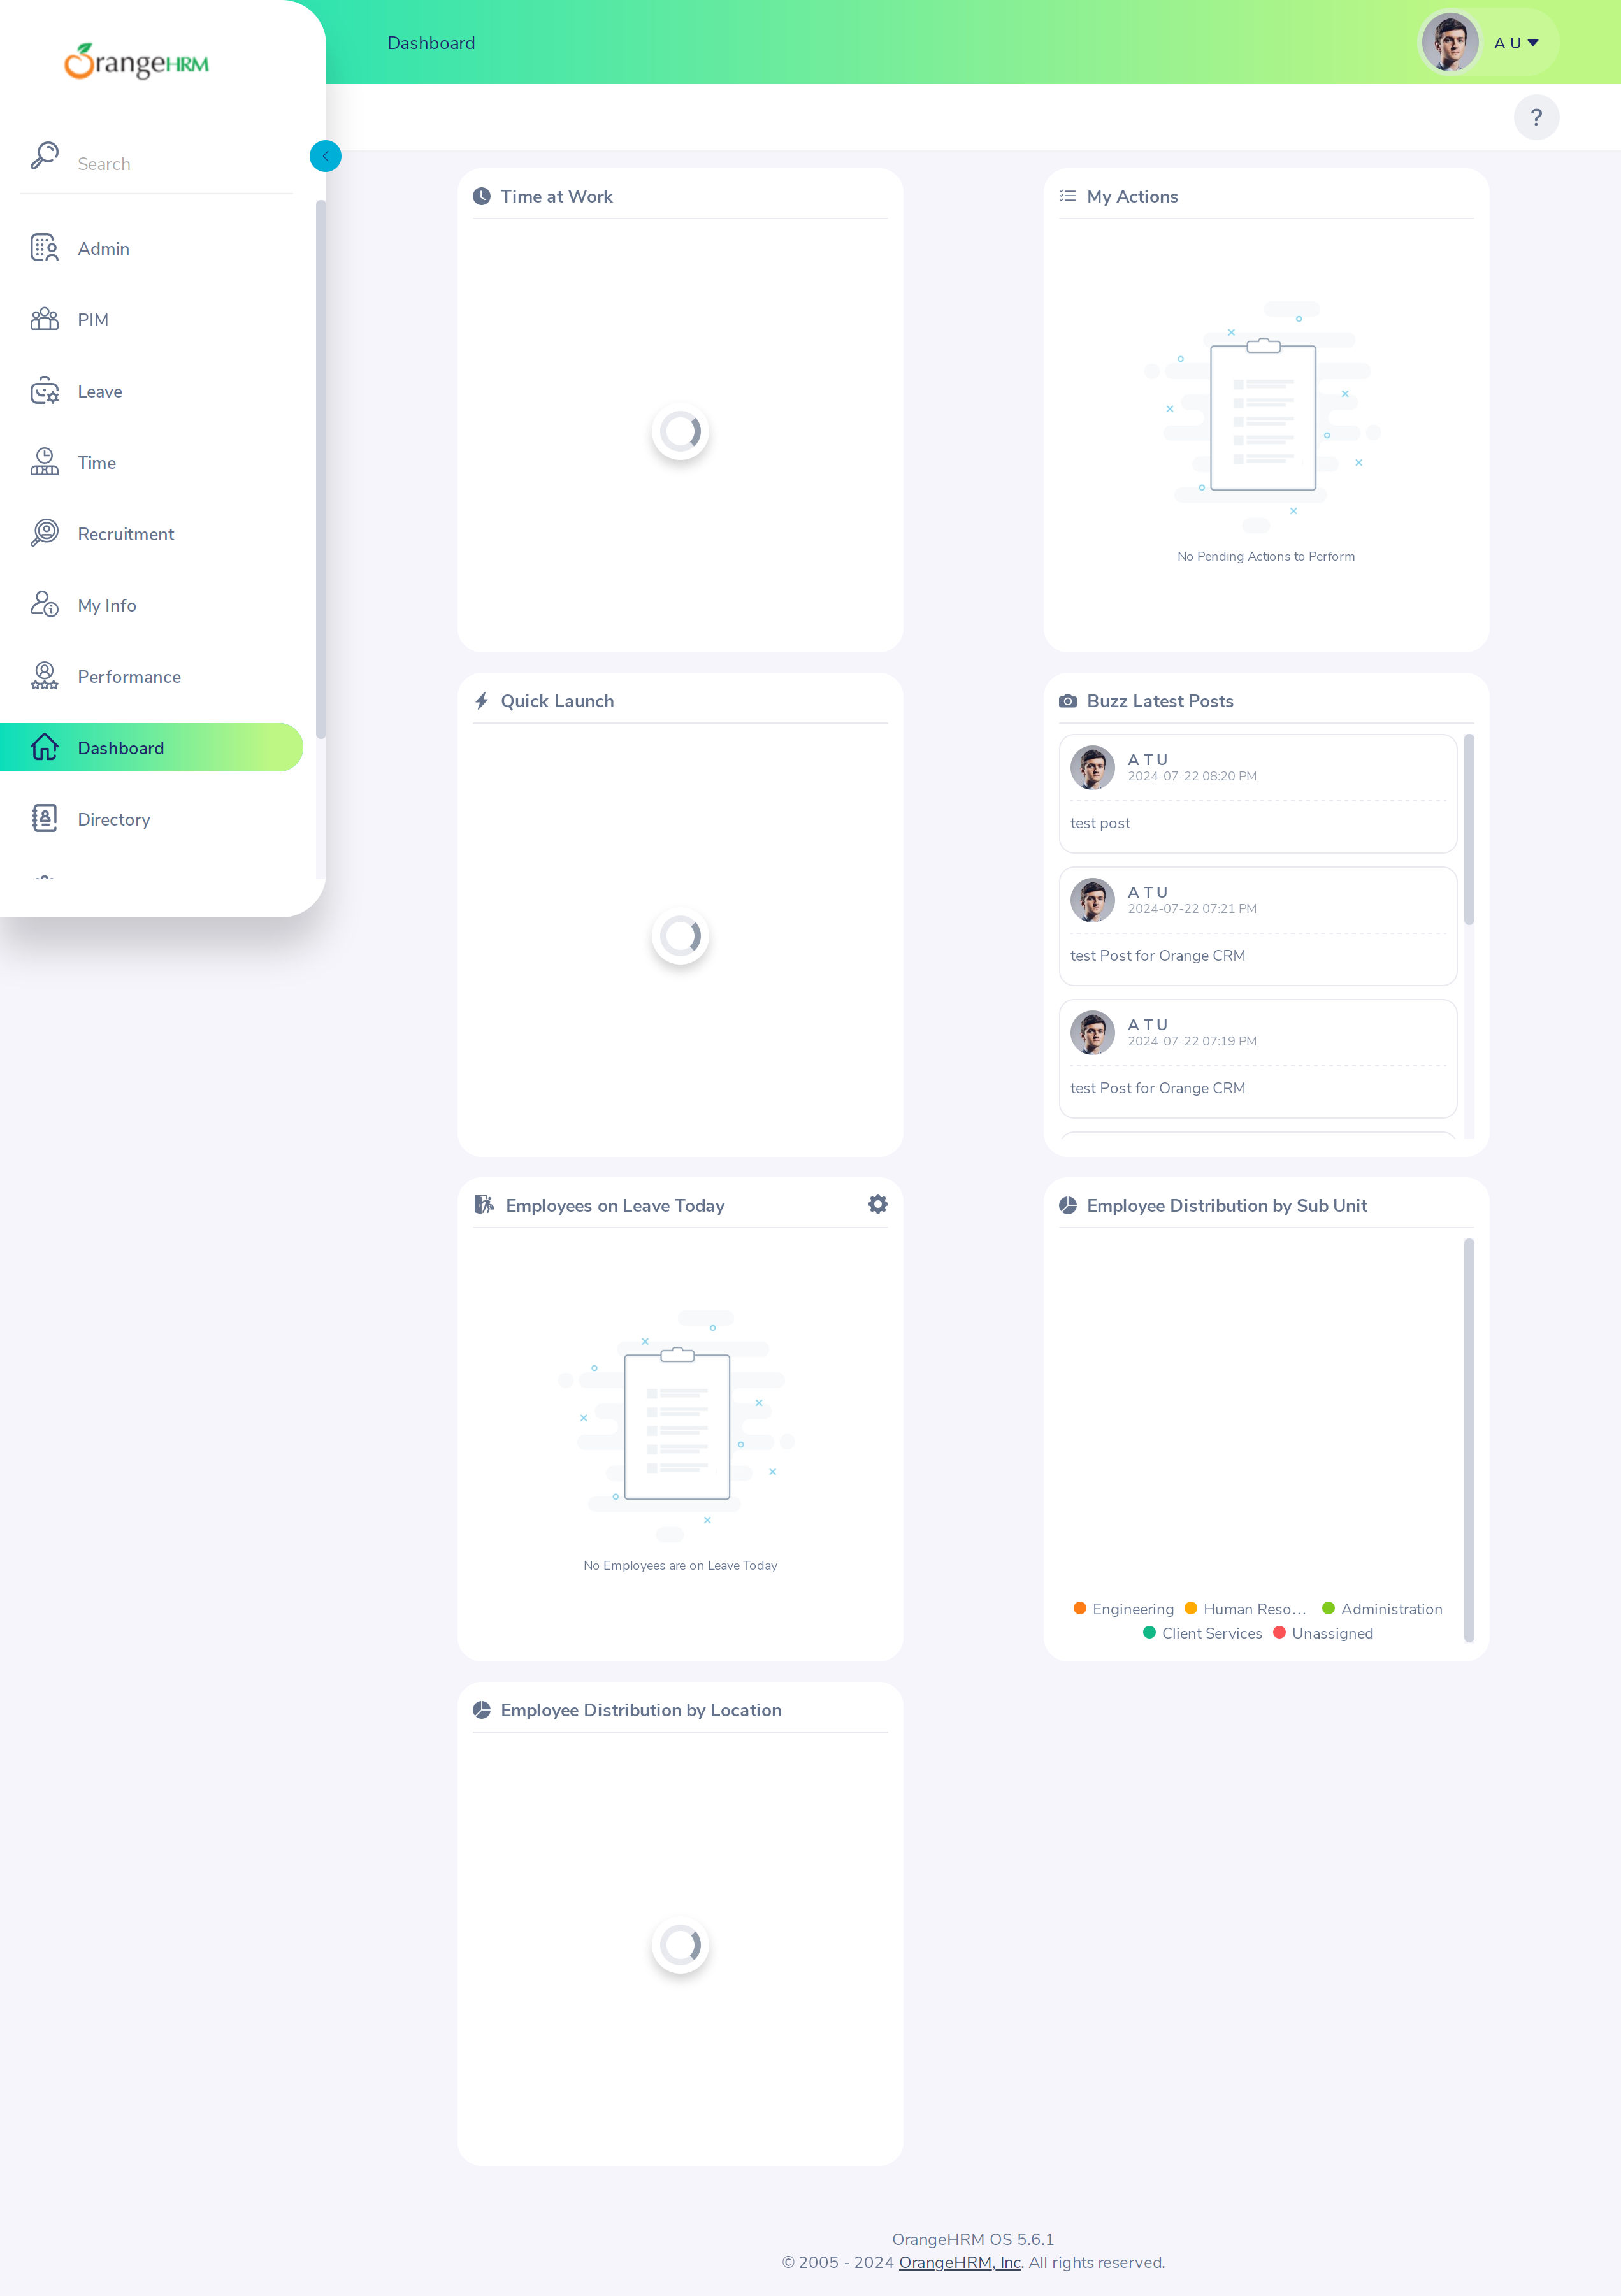 OrangeHRM
Search
Admin
PIM
Leave
Time
Recruitment
My Info
Performance
Dashboard
Directory
Dashboard
A U
?
Time at Work
My Actions
No Pending Actions to Perform
Quick Launch
Buzz Latest Posts
A T U
2024-07-22 08:20 PM
test post
A T U
2024-07-22 07:21 PM
test Post for Orange CRM
A T U
2024-07-22 07:19 PM
test Post for Orange CRM
Employees on Leave Today
No Employees are on Leave Today
Employee Distribution by Sub Unit
Engineering Human Reso... Administration
Client Services Unassigned
Employee Distribution by Location
OrangeHRM OS 5.6.1
© 2005 - 2024 OrangeHRM, Inc. All rights reserved.